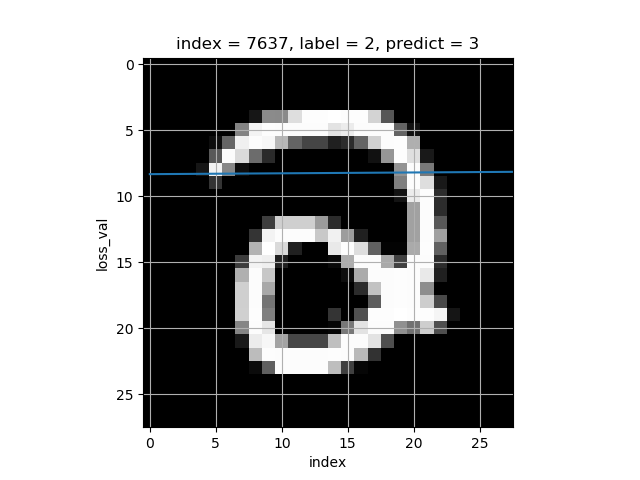 index = 7637, label = 2, predict = 3
0
5
10
15
20
25
loss_val
0 5 10 15 20 25
index